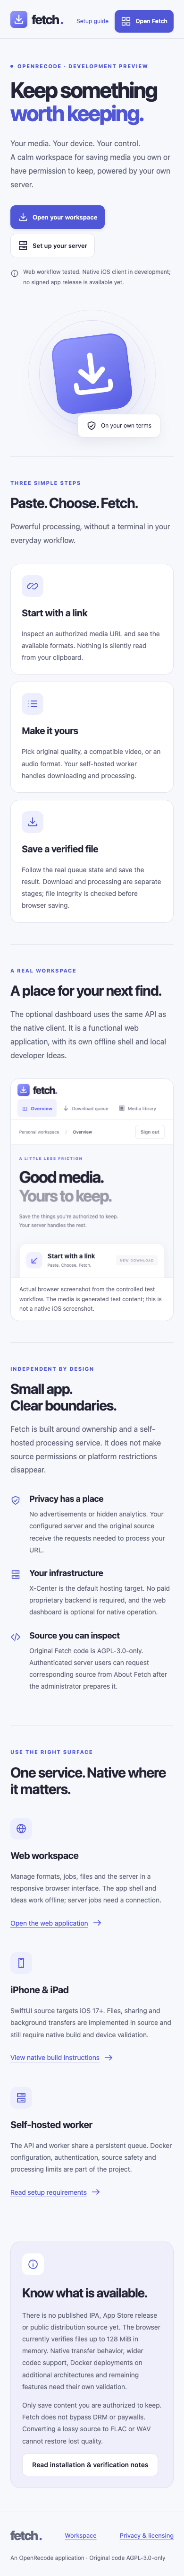 fetch.
Setup guide
Open Fetch
OPENRECODE · DEVELOPMENT PREVIEW
Keep something
worth keeping.
Your media. Your device. Your control.
A calm workspace for saving media you own or
have permission to keep, powered by your own
server.
Open your workspace
Set up your server
Web workflow tested. Native iOS client in development;
no signed app release is available yet.
On your own terms
THREE SIMPLE STEPS
Paste. Choose. Fetch.
Powerful processing, without a terminal in your
everyday workflow.
Start with a link
Inspect an authorized media URL and see the
available formats. Nothing is silently read
from your clipboard.
Make it yours
Pick original quality, a compatible video, or an
audio format. Your self-hosted worker
handles downloading and processing.
Save a verified file
Follow the real queue state and save the
result. Download and processing are separate
stages; file integrity is checked before
browser saving.
A REAL WORKSPACE
A place for your next find.
The optional dashboard uses the same API as
the native client. It is a functional web
application, with its own offline shell and local
developer Ideas.
fetch.
Overview
Download queue
Media library
Personal workspace / Overview
Sign out
A LITTLE LESS FRICTION
Good media.
Yours to keep.
Save the things you're authorized to keep.
Your server handles the rest.
Start with a link
Paste. Choose. Fetch.
NEW DOWNLOAD
Actual browser screenshot from the controlled test
workflow. The media is generated test content; this is
not a native iOS screenshot.
INDEPENDENT BY DESIGN
Small app.
Clear boundaries.
Fetch is built around ownership and a self-
hosted processing service. It does not make
source permissions or platform restrictions
disappear.
Privacy has a place
No advertisements or hidden analytics. Your
configured server and the original source
receive the requests needed to process your
URL.
Your infrastructure
X-Center is the default hosting target. No paid
proprietary backend is required, and the web
dashboard is optional for native operation.
Source you can inspect
Original Fetch code is AGPL-3.0-only.
Authenticated server users can request
corresponding source from About Fetch after
the administrator prepares it.
USE THE RIGHT SURFACE
One service. Native where
it matters.
Web workspace
Manage formats, jobs, files and the server in a
responsive browser interface. The app shell and
Ideas work offline; server jobs need a connection.
Open the web application
iPhone & iPad
SwiftUI source targets iOS 17+. Files, sharing and
background transfers are implemented in source and
still require native build and device validation.
View native build instructions
Self-hosted worker
The API and worker share a persistent queue. Docker
configuration, authentication, source safety and
processing limits are part of the project.
Read setup requirements
Know what is available.
There is no published IPA, App Store release
or public distribution source yet. The browser
currently verifies files up to 128 MiB in
memory. Native transfer behavior, wider
codec support, Docker deployments on
additional architectures and remaining
features need their own validation.
Only save content you are authorized to keep.
Fetch does not bypass DRM or paywalls.
Converting a lossy source to FLAC or WAV
cannot restore lost quality.
Read installation & verification notes
fetch.
Workspace
Privacy & licensing
An OpenRecode application · Original code AGPL-3.0-only